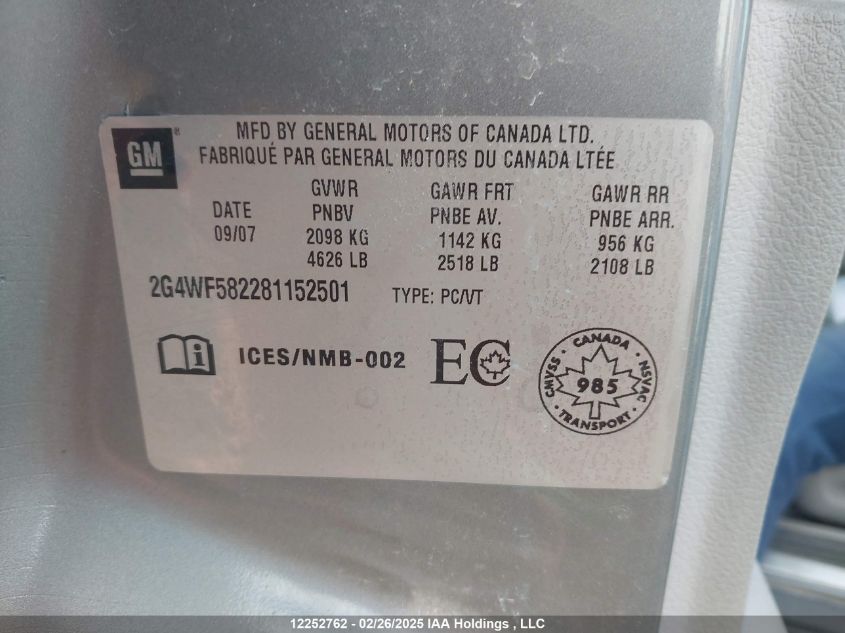 GM
MFD BY GENERAL MOTORS OF CANADA LTD.
FABRIQUÉ PAR GENERAL MOTORS DU CANADA LTÉE
GVWR GAWR FRT GAWR RR
DATE PNBV PNBE AV. PNBE ARR.
09/07 2098 KG 1142 KG 956 KG
4626 LB 2518 LB 2108 LB
2G4WF582281152501 TYPE: PC/VT
i ICES/NMB-002 EC
CANADA
CMVSS 985 NSVAC
TRANSPORT
12252762 - 02/26/2025 IAA Holdings , LLC